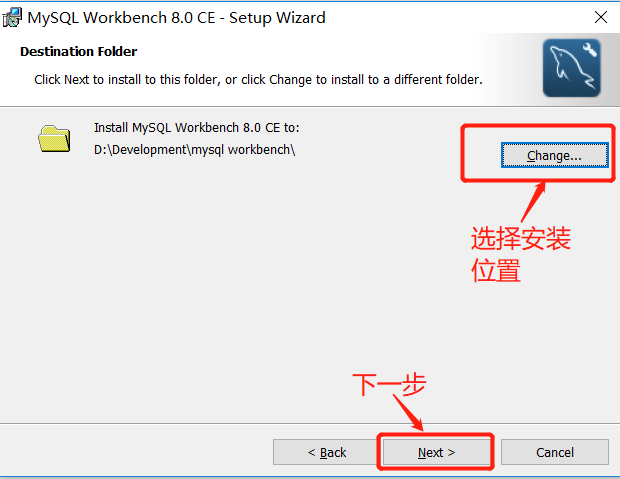 MySQL Workbench 8.0 CE - Setup Wizard
Destination Folder
Click Next to install to this folder, or click Change to install to a different folder.
Install MySQL Workbench 8.0 CE to:
D:\Development\mysql workbench\
Change...
选择安装
位置
下一步
< Back
Next >
Cancel